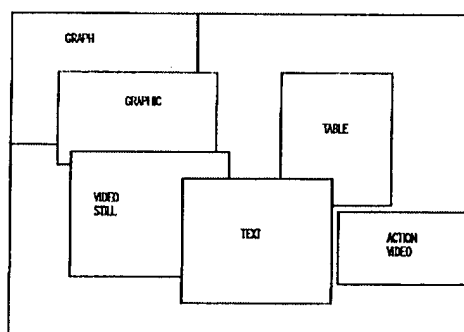 GRAPH
GRAPHIC
TABLE
VIDEO
STILL
TEXT
ACTION
VIDEO